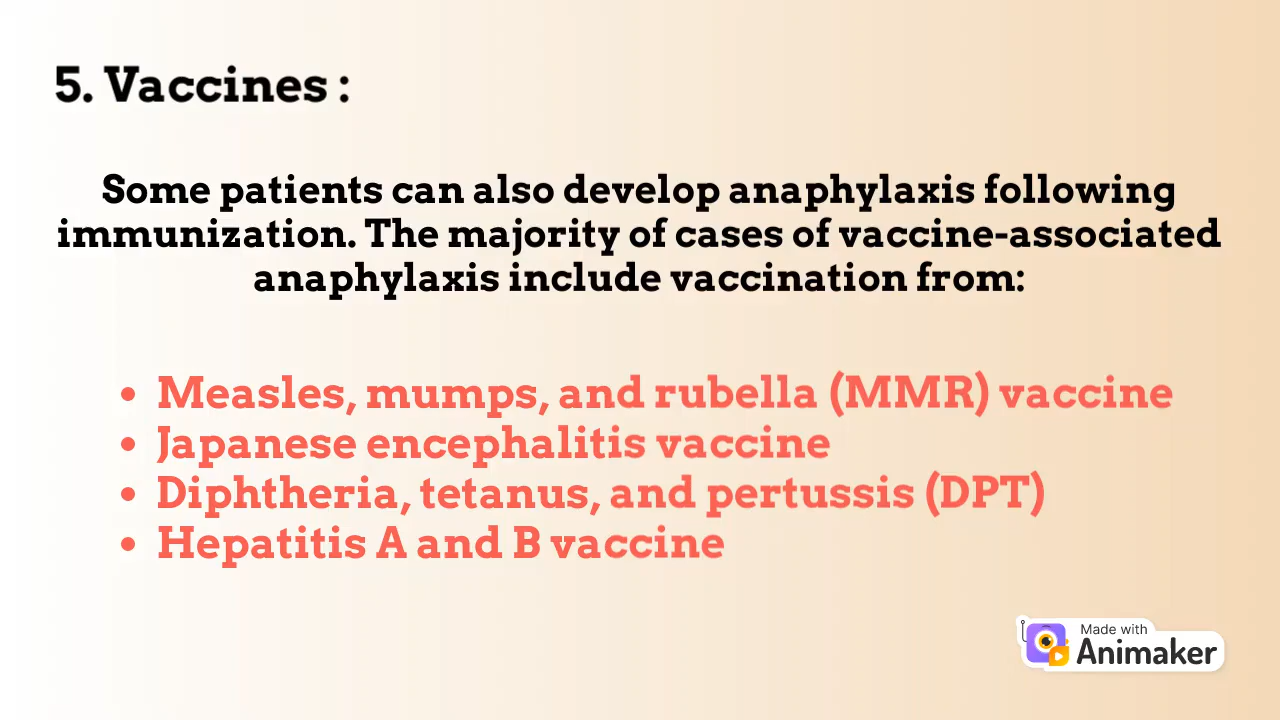 5. Vaccines :
Some patients can also develop anaphylaxis following
immunization. The majority of cases of vaccine-associated
anaphylaxis include vaccination from:
• Measles, mumps, and rubella (MMR) vaccine
• Japanese encephalitis vaccine
• Diphtheria, tetanus, and pertussis (DPT)
• Hepatitis A and B vaccine
Made with
Animaker